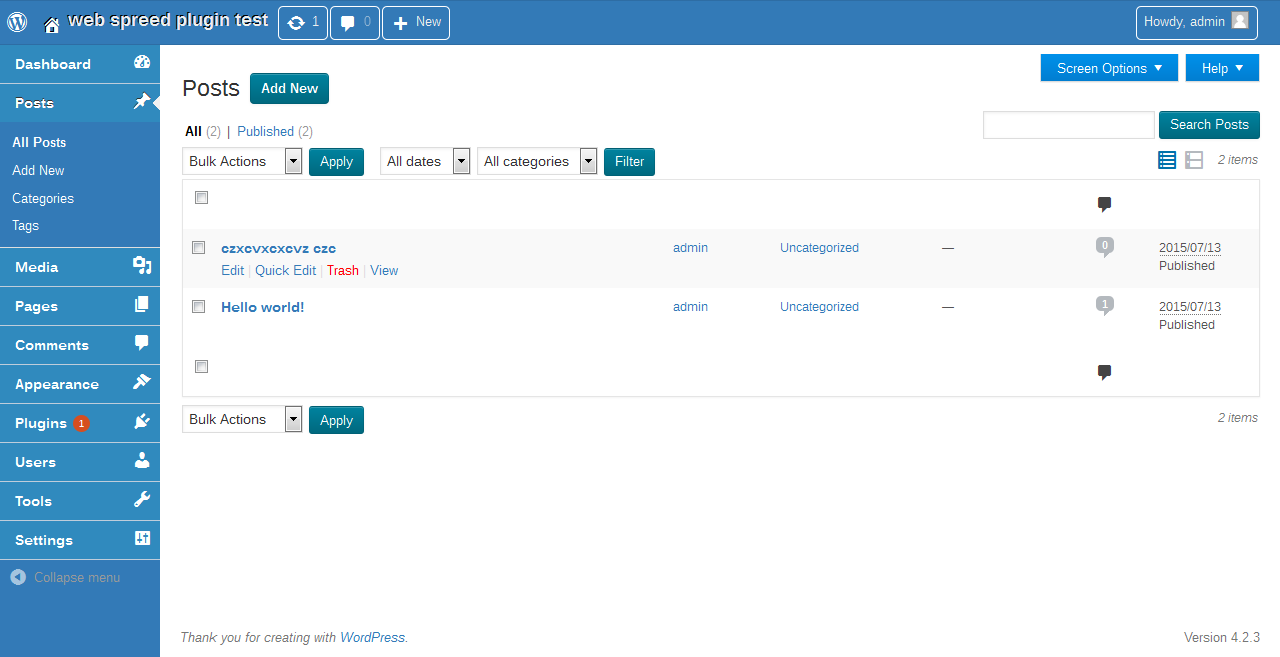 web spreed plugin test 1 0 New Howdy, admin
Dashboard
Posts
All Posts
Add New
Categories
Tags
Media
Pages
Comments
Appearance
Plugins 1
Users
Tools
Settings
Collapse menu
Screen Options Help
Posts Add New
All (2) | Published (2)
Search Posts
Bulk Actions Apply All dates All categories Filter 2 items
czxcvxcxcvz czc admin Uncategorized — 0 2015/07/13
Published
Edit | Quick Edit | Trash | View
Hello world! admin Uncategorized — 1 2015/07/13
Published
Bulk Actions Apply 2 items
Thank you for creating with WordPress. Version 4.2.3